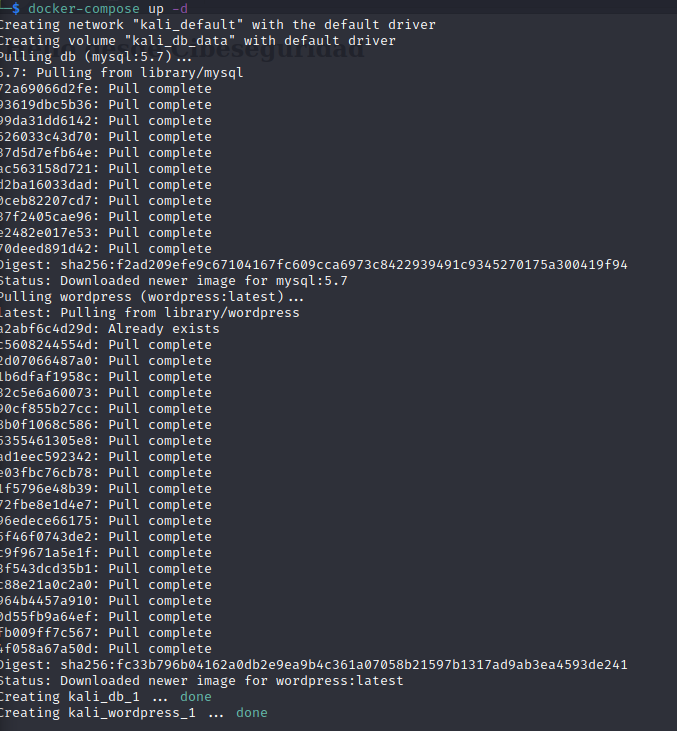 └─$ docker-compose up -d
Creating network "kali_default" with the default driver
Creating volume "kali_db_data" with default driver
Pulling db (mysql:5.7)...
5.7: Pulling from library/mysql
72a69066d2fe: Pull complete
93619dbc5b36: Pull complete
99da31dd6142: Pull complete
626033c43d70: Pull complete
37d5d7efb64e: Pull complete
ac563158d721: Pull complete
d2ba16033dad: Pull complete
0ceb82207cd7: Pull complete
37f2405cae96: Pull complete
e2482e017e53: Pull complete
70deed891d42: Pull complete
Digest: sha256:f2ad209efe9c67104167fc609cca6973c8422939491c9345270175a300419f94
Status: Downloaded newer image for mysql:5.7
Pulling wordpress (wordpress:latest)...
latest: Pulling from library/wordpress
a2abf6c4d29d: Already exists
c5608244554d: Pull complete
2d07066487a0: Pull complete
1b6dfaf1958c: Pull complete
32c5e6a60073: Pull complete
90cf855b27cc: Pull complete
8b0f1068c586: Pull complete
5355461305e8: Pull complete
ad1eec592342: Pull complete
e03fbc76cb78: Pull complete
1f5796e48b39: Pull complete
72fbe8e1d4e7: Pull complete
96edece66175: Pull complete
5f46f0743de2: Pull complete
c9f9671a5e1f: Pull complete
3f543dcd35b1: Pull complete
c88e21a0c2a0: Pull complete
964b4457a910: Pull complete
0d55fb9a64ef: Pull complete
fb009ff7c567: Pull complete
4f058a67a50d: Pull complete
Digest: sha256:fc33b796b04162a0db2e9ea9b4c361a07058b21597b1317ad9ab3ea4593de241
Status: Downloaded newer image for wordpress:latest
Creating kali_db_1 ... done
Creating kali_wordpress_1 ... done